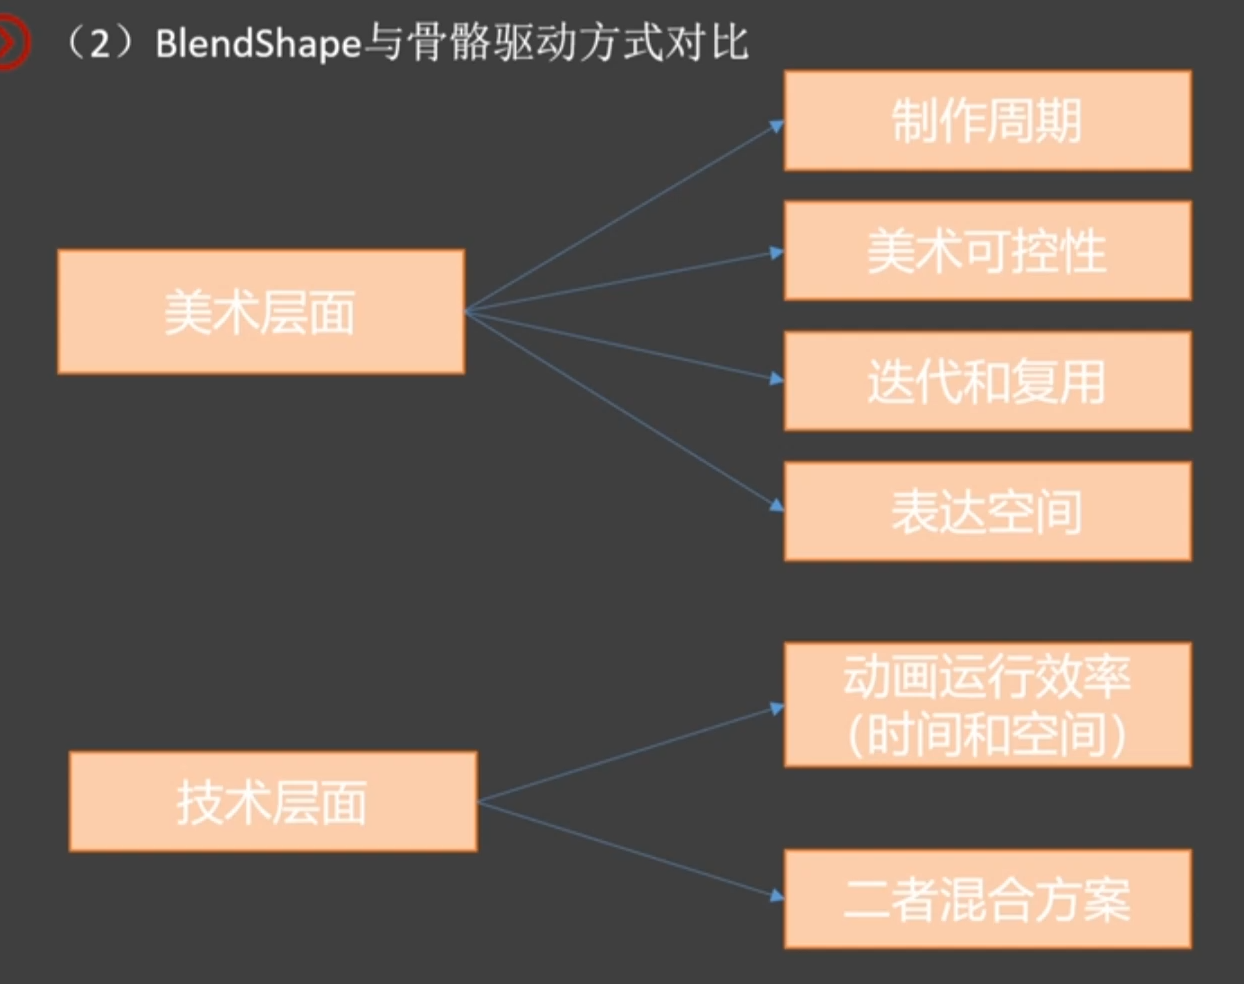 （2）BlendShape与骨骼驱动方式对比
美术层面
制作周期
美术可控性
迭代和复用
表达空间
技术层面
动画运行效率
（时间和空间）
二者混合方案